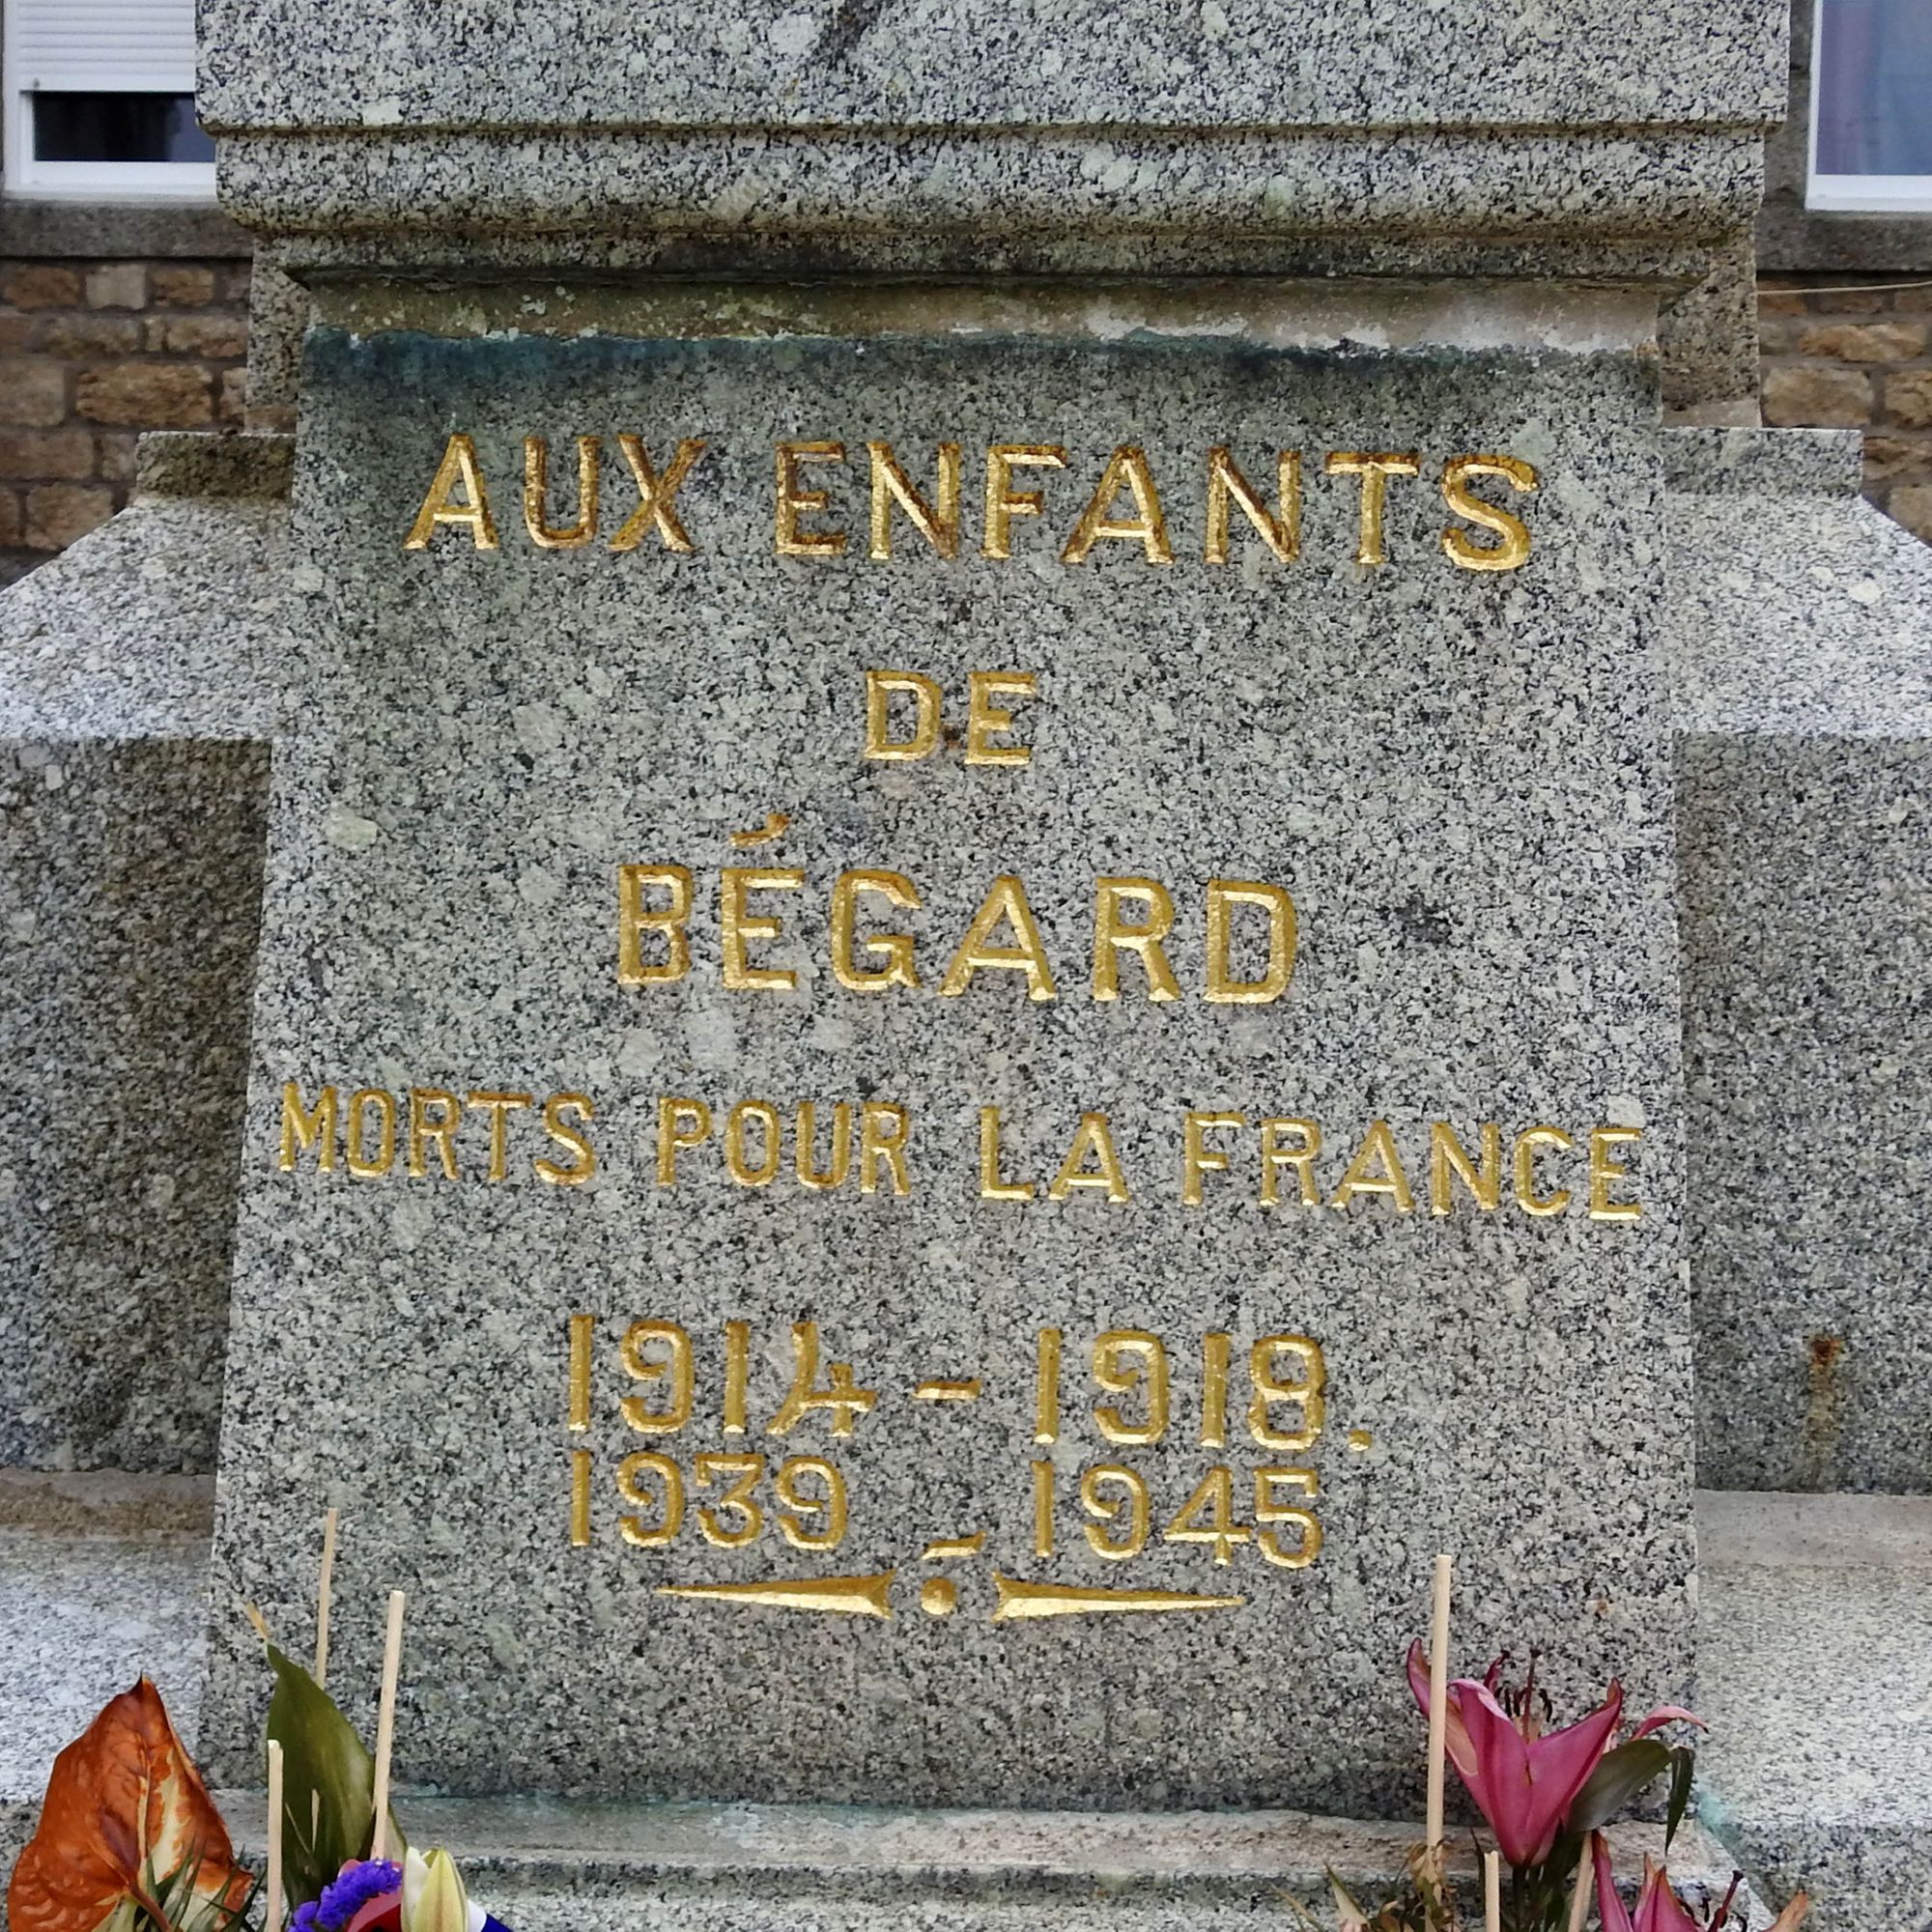 AUX ENFANTS
DE
BÉGARD
MORTS POUR LA FRANCE
1914 - 1918.
1939 - 1945